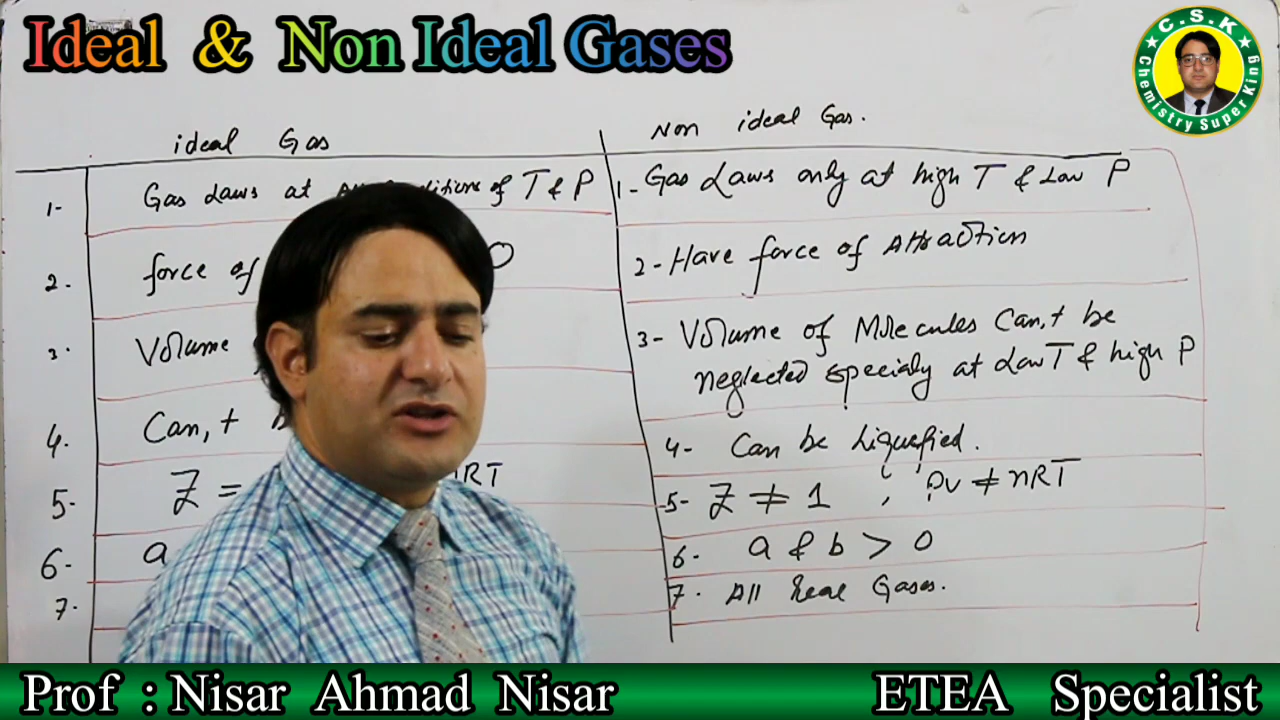 Ideal & Non Ideal Gases
C.S.K
Chemistry Super King
ideal Gas
Non ideal Gas.
1- Gas Laws at All of T & P
1- Gas Laws only at high T & Low P
2. force of O
2- Have force of Attraction
3. Volume
3- Volume of Molecules Can,t be
neglected specialy at Low T & high P
4. Can,t
4- Can be Liquefied.
5- Z = nRT
5- Z ≠ 1 , PV ≠ nRT
6. a
6- a & b > 0
7.
7. All Real Gases.
Prof : Nisar Ahmad Nisar
ETEA Specialist